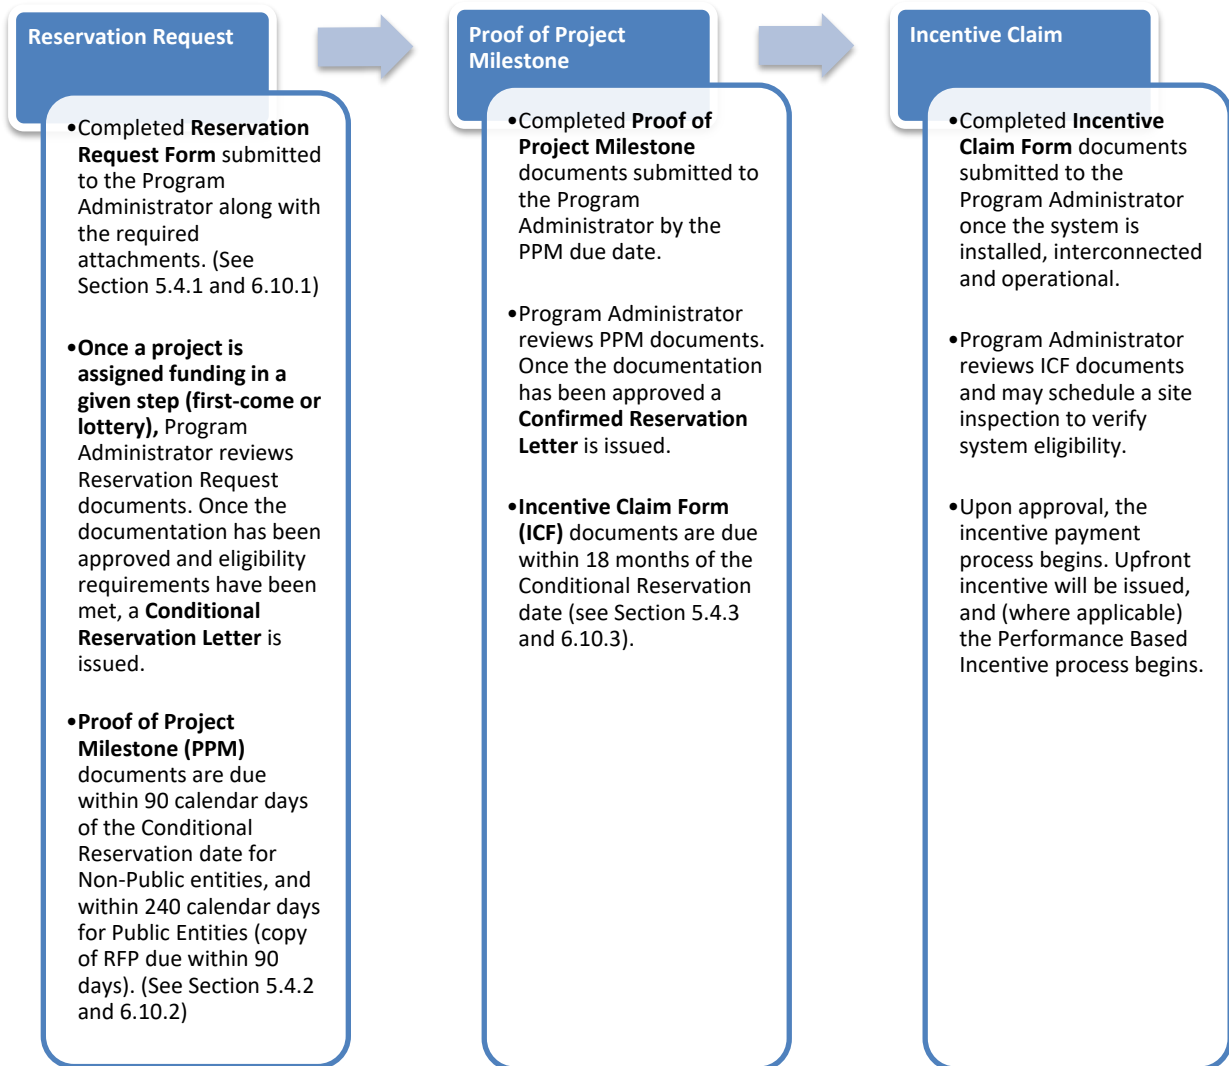 Reservation Request
•Completed Reservation
Request Form submitted
to the Program
Administrator along with
the required
attachments. (See
Section 5.4.1 and 6.10.1)
•Once a project is
assigned funding in a
given step (first-come or
lottery), Program
Administrator reviews
Reservation Request
documents. Once the
documentation has been
approved and eligibility
requirements have been
met, a Conditional
Reservation Letter is
issued.
•Proof of Project
Milestone (PPM)
documents are due
within 90 calendar days
of the Conditional
Reservation date for
Non-Public entities, and
within 240 calendar days
for Public Entities (copy
of RFP due within 90
days). (See Section 5.4.2
and 6.10.2)
Proof of Project
Milestone
•Completed Proof of
Project Milestone
documents submitted to
the Program
Administrator by the
PPM due date.
•Program Administrator
reviews PPM documents.
Once the documentation
has been approved a
Confirmed Reservation
Letter is issued.
•Incentive Claim Form
(ICF) documents are due
within 18 months of the
Conditional Reservation
date (see Section 5.4.3
and 6.10.3).
Incentive Claim
•Completed Incentive
Claim Form documents
submitted to the
Program Administrator
once the system is
installed, interconnected
and operational.
•Program Administrator
reviews ICF documents
and may schedule a site
inspection to verify
system eligibility.
•Upon approval, the
incentive payment
process begins. Upfront
incentive will be issued,
and (where applicable)
the Performance Based
Incentive process begins.